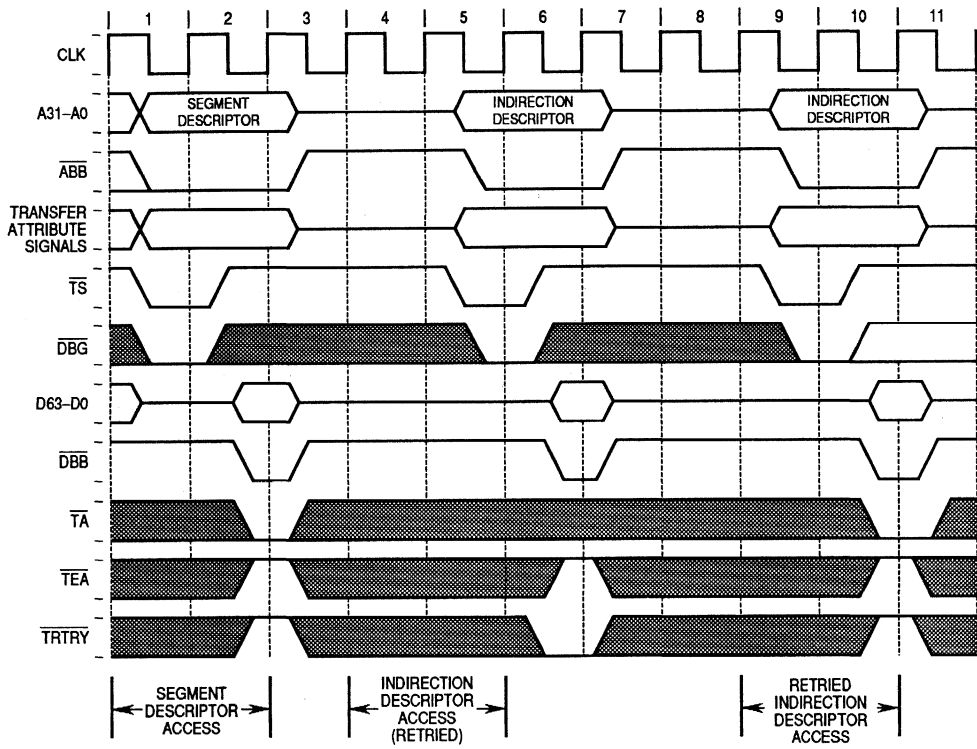 1 2 3 4 5 6 7 8 9 10 11
CLK
A31–A0
SEGMENT
DESCRIPTOR
INDIRECTION
DESCRIPTOR
INDIRECTION
DESCRIPTOR
ABB
TRANSFER
ATTRIBUTE
SIGNALS
TS
DBG
D63–D0
DBB
TA
TEA
TRTRY
SEGMENT
DESCRIPTOR
ACCESS
INDIRECTION
DESCRIPTOR
ACCESS
(RETRIED)
RETRIED
INDIRECTION
DESCRIPTOR
ACCESS